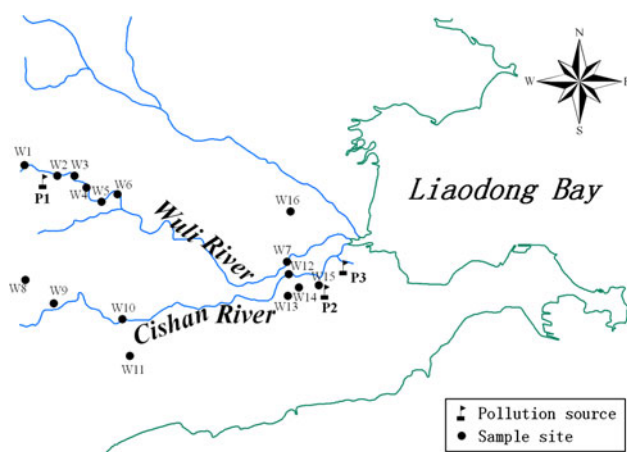 N
W
E
S
W1
W2
W3
P1
W4
W5
W6
W16
Liaodong Bay
Wuli River
W7
W12
P3
W8
W9
W15
W14
P2
W13
W10
Cishan River
W11
Pollution source
Sample site